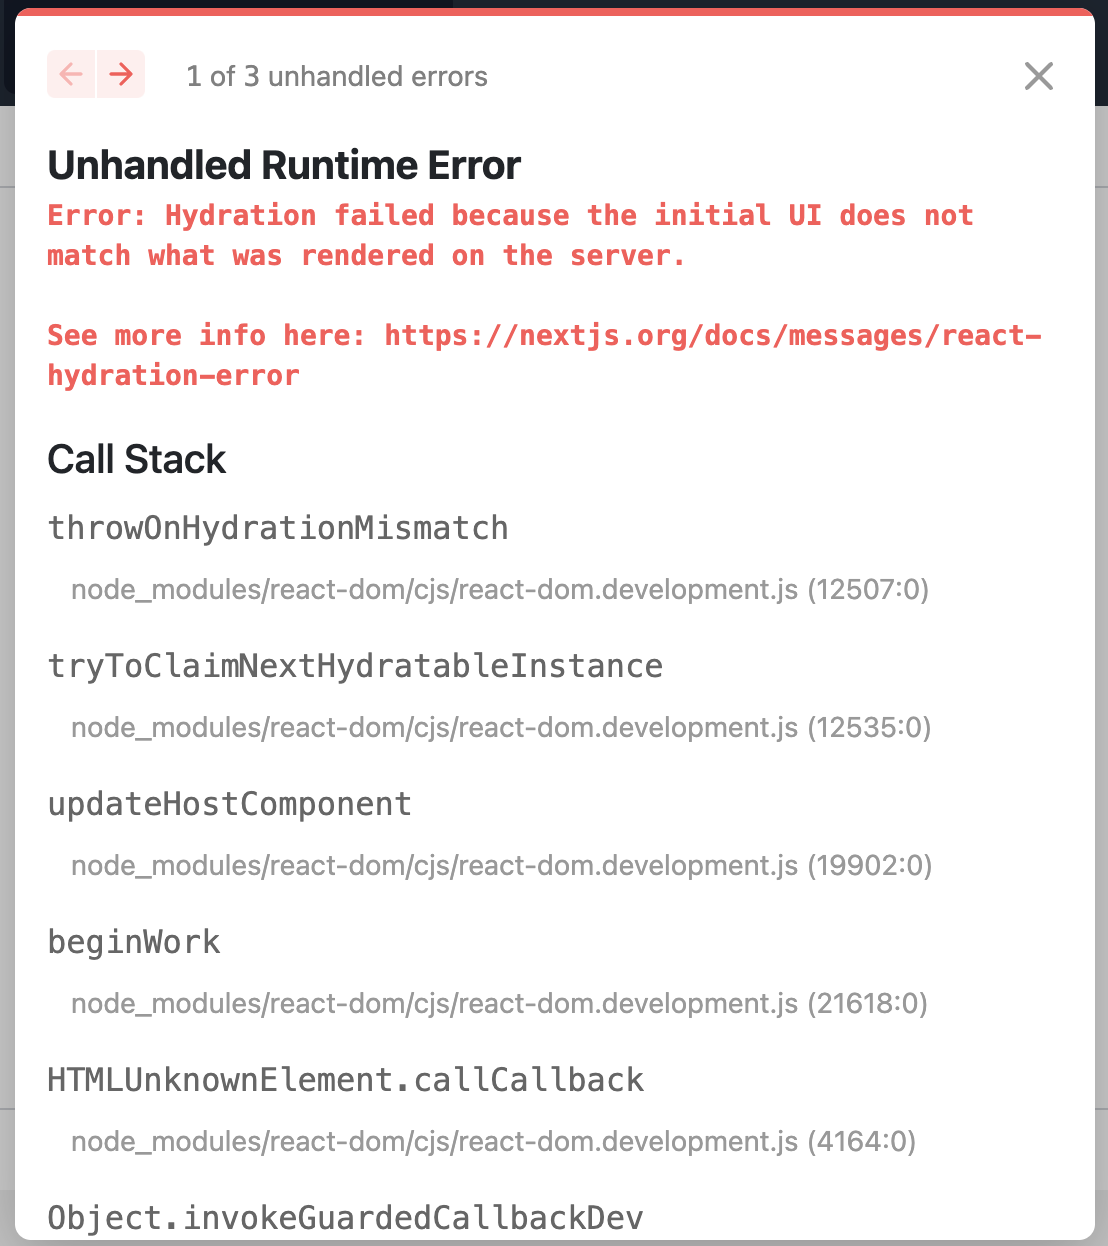 1 of 3 unhandled errors
Unhandled Runtime Error
Error: Hydration failed because the initial UI does not
match what was rendered on the server.
See more info here: https://nextjs.org/docs/messages/react-
hydration-error
Call Stack
throwOnHydrationMismatch
node_modules/react-dom/cjs/react-dom.development.js (12507:0)
tryToClaimNextHydratableInstance
node_modules/react-dom/cjs/react-dom.development.js (12535:0)
updateHostComponent
node_modules/react-dom/cjs/react-dom.development.js (19902:0)
beginWork
node_modules/react-dom/cjs/react-dom.development.js (21618:0)
HTMLUnknownElement.callCallback
node_modules/react-dom/cjs/react-dom.development.js (4164:0)
Object.invokeGuardedCallbackDev